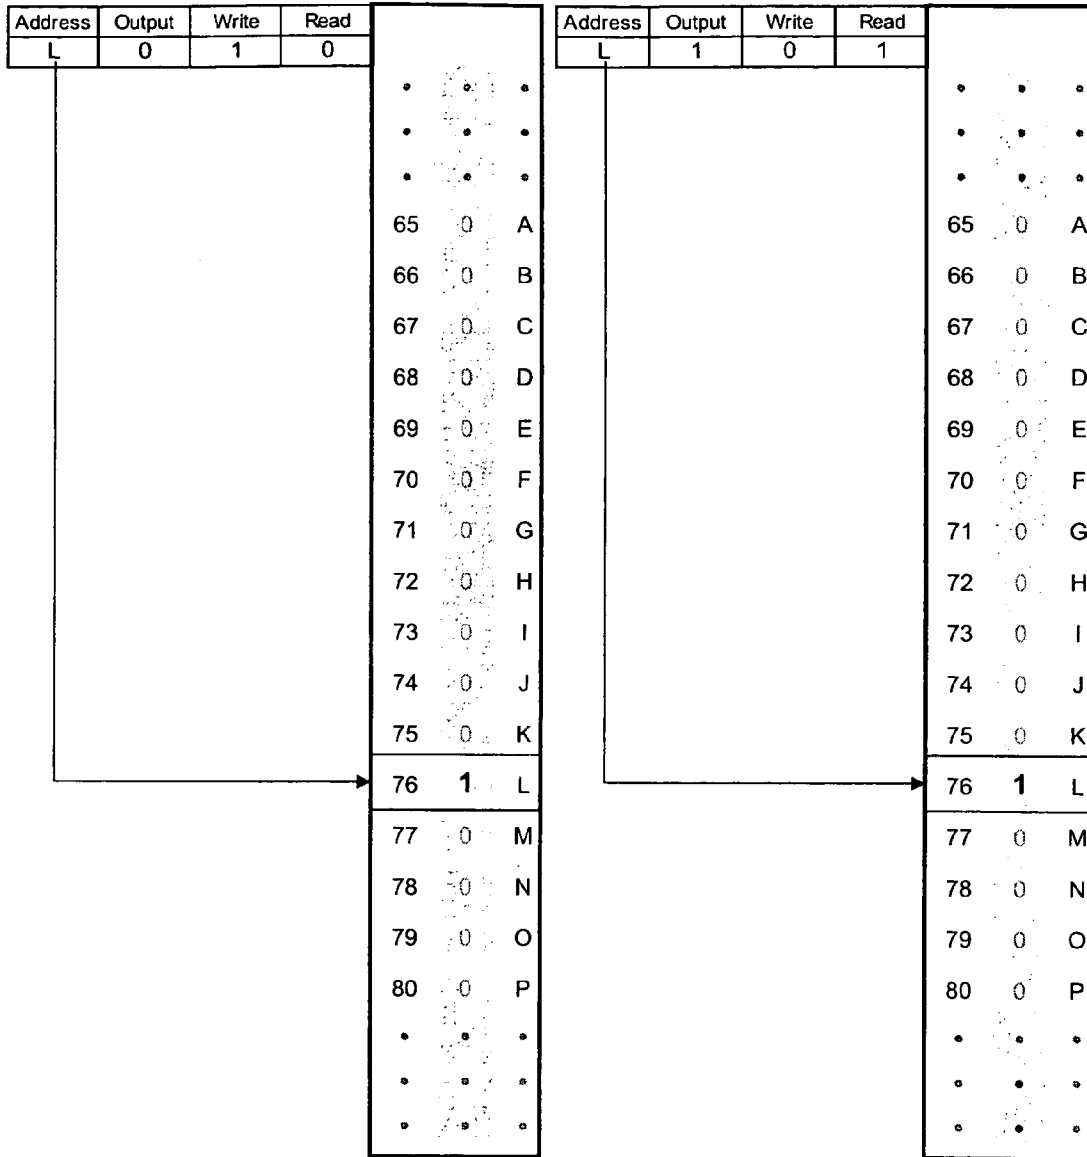 Address Output Write Read
L 0 1 0
65 0 A
66 0 B
67 0 C
68 0 D
69 0 E
70 0 F
71 0 G
72 0 H
73 0 I
74 0 J
75 0 K
76 1 L
77 0 M
78 0 N
79 0 O
80 0 P
Address Output Write Read
L 1 0 1
65 0 A
66 0 B
67 0 C
68 0 D
69 0 E
70 0 F
71 0 G
72 0 H
73 0 I
74 0 J
75 0 K
76 1 L
77 0 M
78 0 N
79 0 O
80 0 P